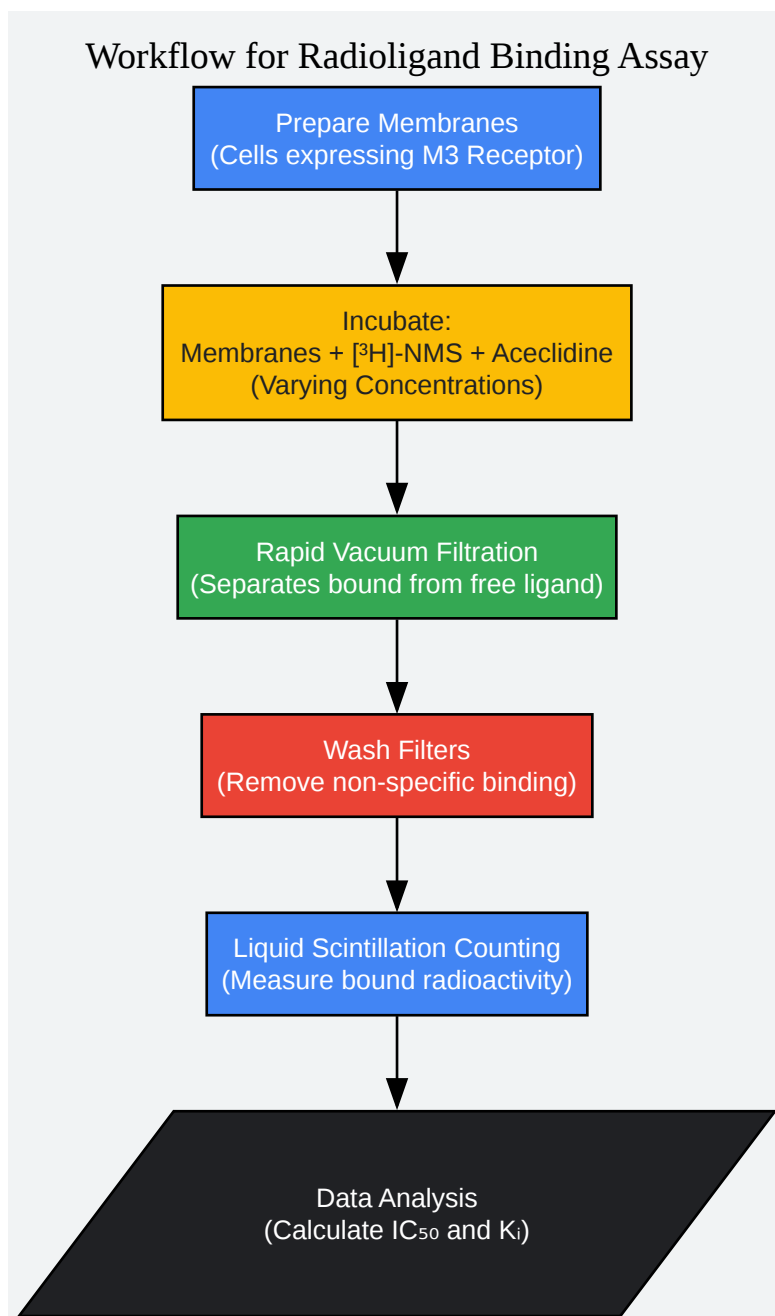 Workflow for Radioligand Binding Assay
Prepare Membranes
(Cells expressing M3 Receptor)
Incubate:
Membranes + [³H]-NMS + Aceclidine
(Varying Concentrations)
Rapid Vacuum Filtration
(Separates bound from free ligand)
Wash Filters
(Remove non-specific binding)
Liquid Scintillation Counting
(Measure bound radioactivity)
Data Analysis
(Calculate IC₅₀ and Kᵢ)